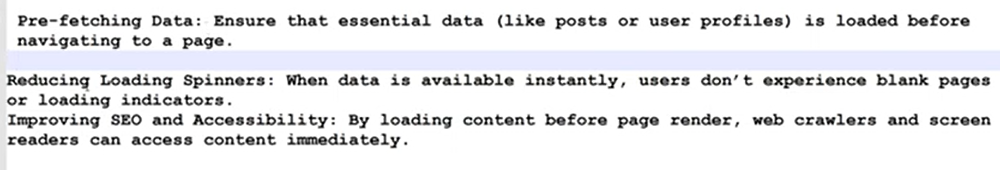 Pre-fetching Data: Ensure that essential data (like posts or user profiles) is loaded before
navigating to a page.
Reducing Loading Spinners: When data is available instantly, users don’t experience blank pages
or loading indicators.
Improving SEO and Accessibility: By loading content before page render, web crawlers and screen
readers can access content immediately.